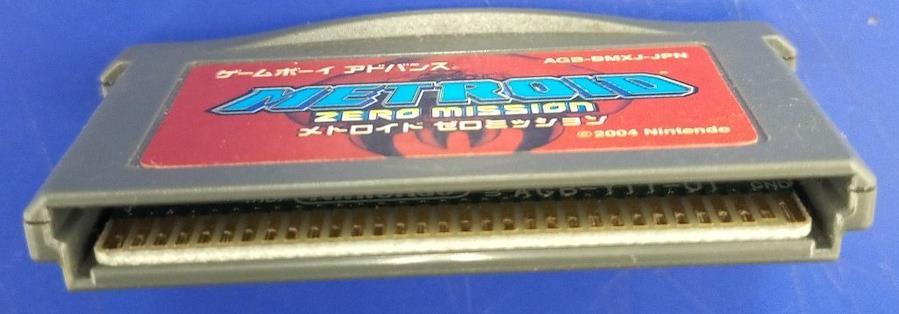 ゲームボーイ アドバンス
AGB-BMXJ-JPN
METROID
ZERO mission
メトロイド ゼロミッション
©2004 Nintendo
GND